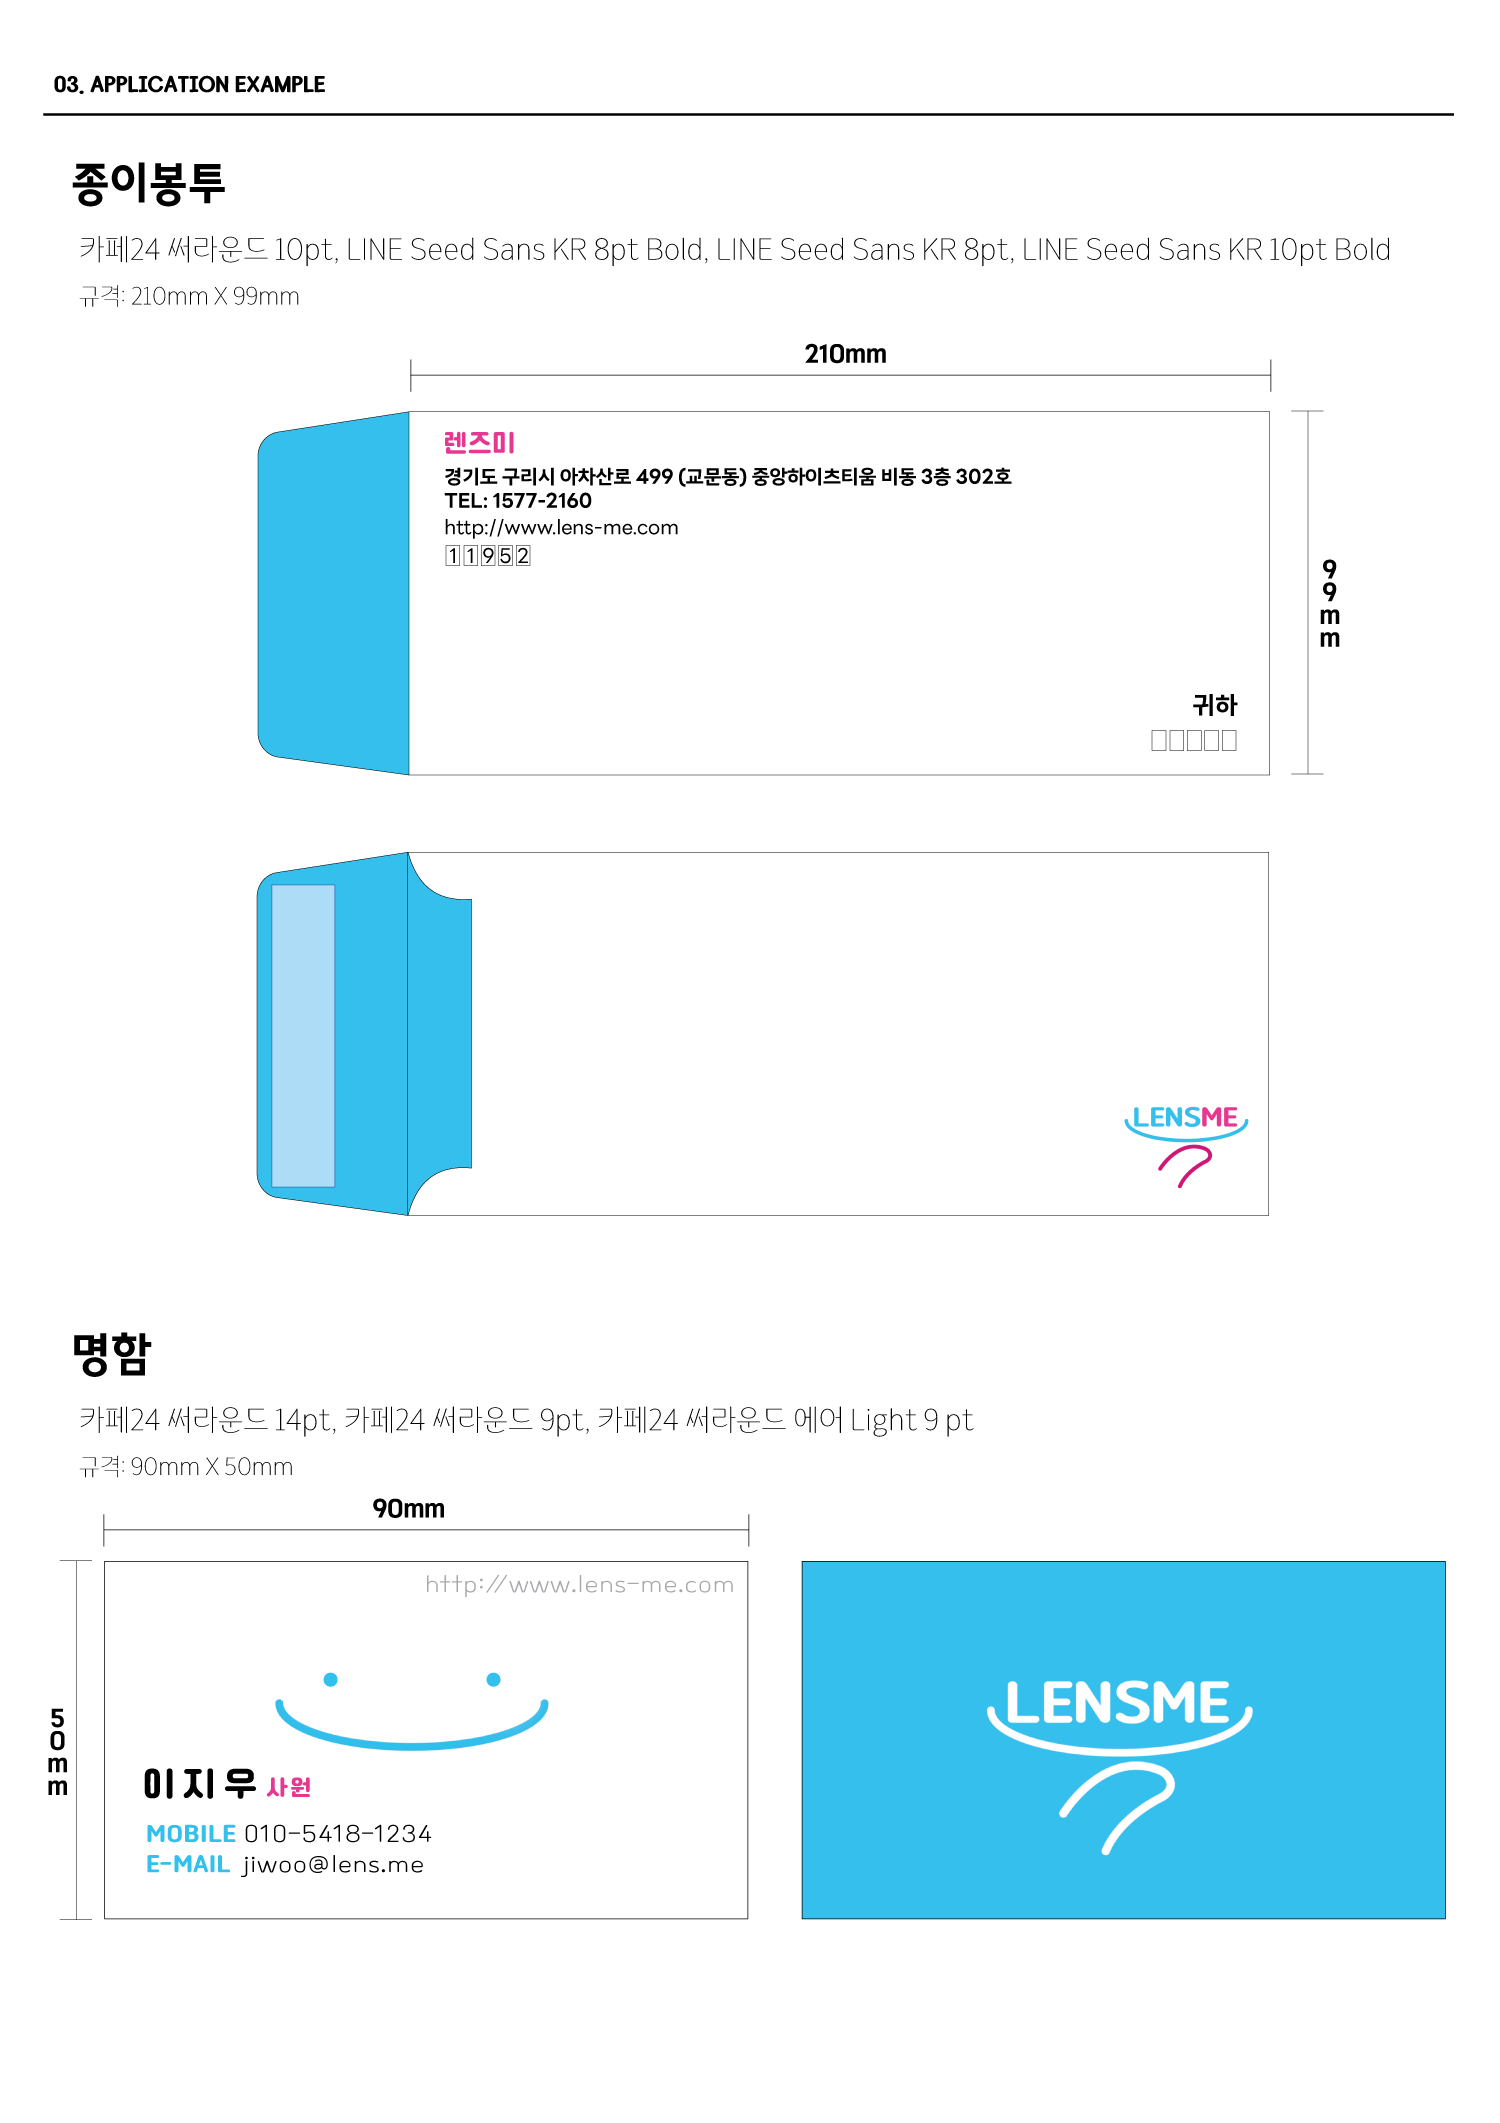 03. APPLICATION EXAMPLE
종이봉투
카페24 써라운드 10pt, LINE Seed Sans KR 8pt Bold, LINE Seed Sans KR 8pt, LINE Seed Sans KR 10pt Bold
규격: 210mm X 99mm
210mm
렌즈미
경기도 구리시 아차산로 499 (교문동) 중앙하이츠티움 비동 3층 302호
TEL: 1577-2160
http://www.lens-me.com
11952
99mm
귀하
LENSME
명함
카페24 써라운드 14pt, 카페24 써라운드 9pt, 카페24 써라운드 에어 Light 9 pt
규격: 90mm X 50mm
90mm
http://www.lens-me.com
50mm
이지우 사원
MOBILE 010-5418-1234
E-MAIL jiwoo@lens.me
LENSME